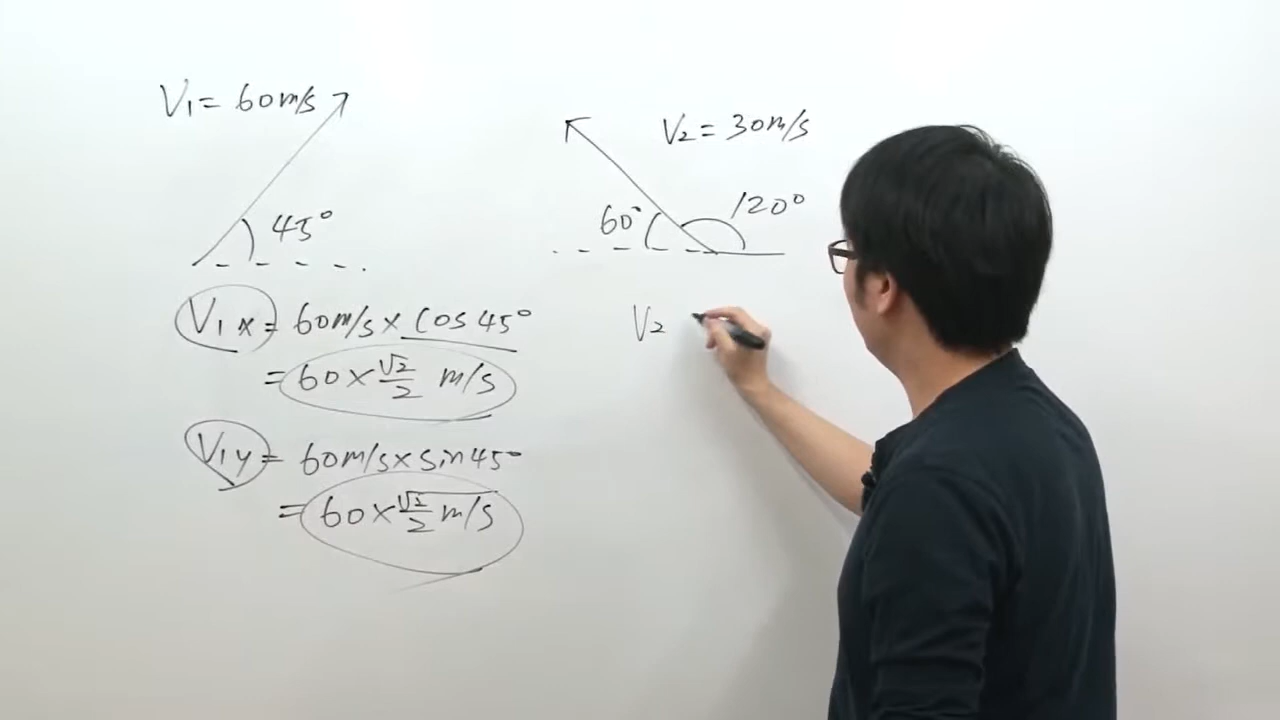 V₁ = 60m/s
45°
V₁x = 60m/s × cos 45°
= 60 × √2/2 m/s
V₁y = 60m/s × sin 45°
= 60 × √2/2 m/s
V₂ = 30m/s
60° 120°
V₂